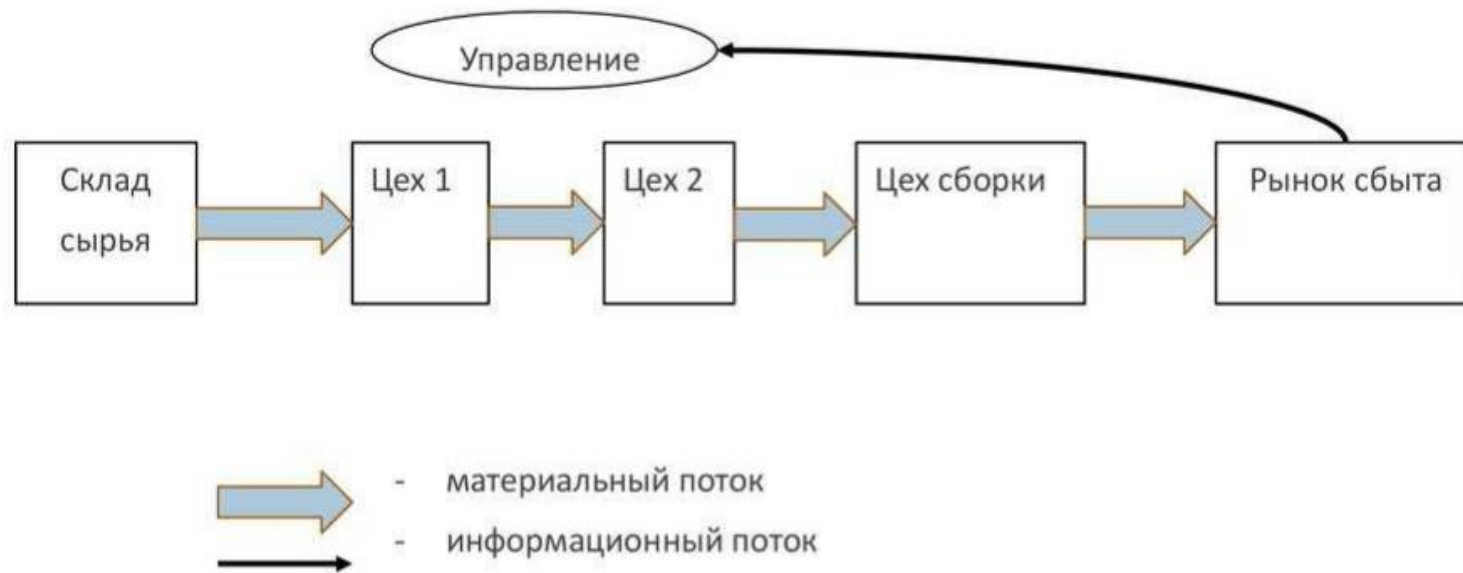 Управление
Склад
сырья
Цех 1
Цех 2
Цех сборки
Рынок сбыта
- материальный поток
- информационный поток